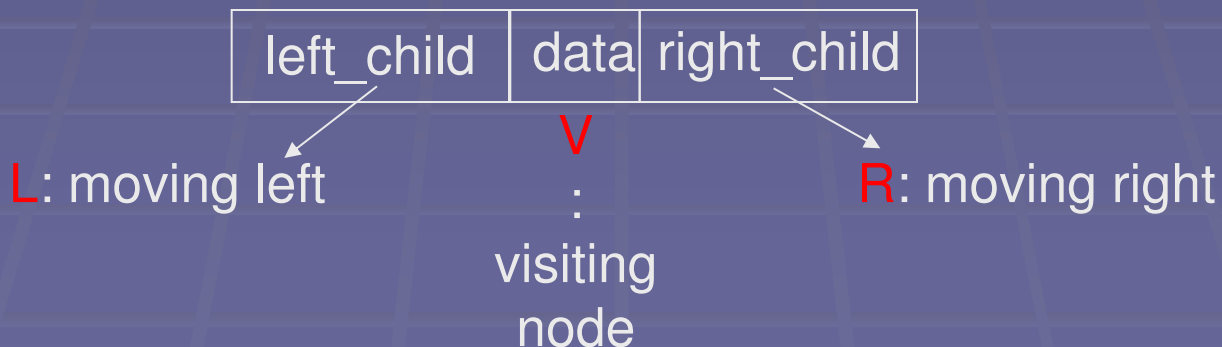 left_child data right_child
V
L: moving left : R: moving right
visiting
node